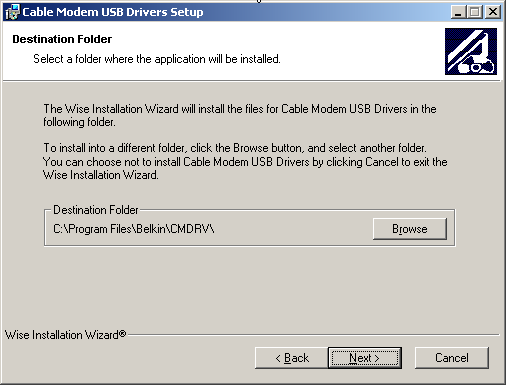 Cable Modem USB Drivers Setup
Destination Folder
Select a folder where the application will be installed.
The Wise Installation Wizard will install the files for Cable Modem USB Drivers in the
following folder.
To install into a different folder, click the Browse button, and select another folder.
You can choose not to install Cable Modem USB Drivers by clicking Cancel to exit the
Wise Installation Wizard.
Destination Folder
C:\Program Files\Belkin\CMDRV\
Browse
Wise Installation Wizard®
< Back
Next >
Cancel